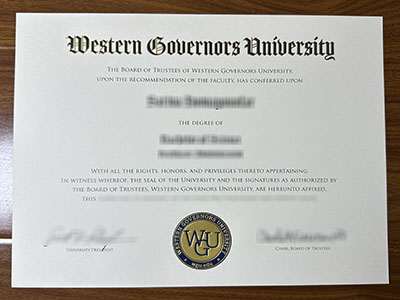 Western Governors University
The Board of Trustees of Western Governors University,
upon the recommendation of the faculty, has conferred upon
the degree of
With all the rights, honors, and privileges thereto appertaining.
In witness whereof, the seal of the University and the signatures as authorized by
the Board of Trustees, Western Governors University, are hereunto affixed,
this
University President
Chair, Board of Trustees
WESTERN GOVERNORS UNIVERSITY
WGU
wgu.edu